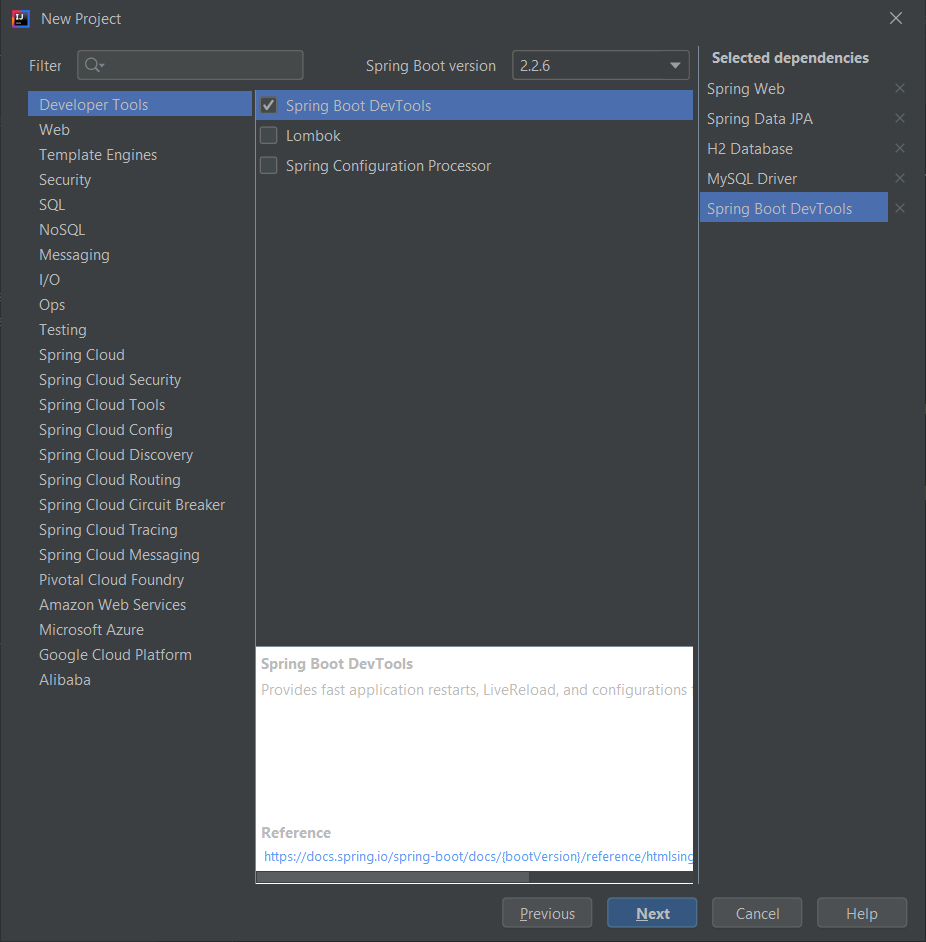 New Project
Filter
Spring Boot version
2.2.6
Developer Tools
Web
Template Engines
Security
SQL
NoSQL
Messaging
I/O
Ops
Testing
Spring Cloud
Spring Cloud Security
Spring Cloud Tools
Spring Cloud Config
Spring Cloud Discovery
Spring Cloud Routing
Spring Cloud Circuit Breaker
Spring Cloud Tracing
Spring Cloud Messaging
Pivotal Cloud Foundry
Amazon Web Services
Microsoft Azure
Google Cloud Platform
Alibaba
Spring Boot DevTools
Lombok
Spring Configuration Processor
Spring Boot DevTools
Provides fast application restarts, LiveReload, and configurations
Reference
https://docs.spring.io/spring-boot/docs/{bootVersion}/reference/htmlsing
Selected dependencies
Spring Web
Spring Data JPA
H2 Database
MySQL Driver
Spring Boot DevTools
Previous
Next
Cancel
Help